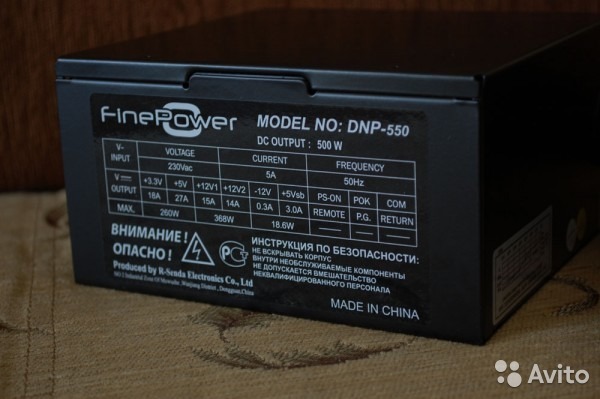 FinePower MODEL NO: DNP-550
DC OUTPUT : 500 W
V~ INPUT VOLTAGE CURRENT FREQUENCY
230Vac 5A 50Hz
V⎓ OUTPUT +3.3V +5V +12V1 +12V2 -12V +5Vsb PS-ON POK COM
18A 27A 15A 14A 0.3A 3.0A REMOTE P.G. RETURN
MAX. 260W 368W 18.6W — — —
ВНИМАНИЕ!
ОПАСНО!
РСТ
ИНСТРУКЦИЯ ПО БЕЗОПАСНОСТИ:
НЕ ВСКРЫВАТЬ КОРПУС
ВНУТРИ НЕОБСЛУЖИВАЕМЫЕ КОМПОНЕНТЫ
НЕ ДОПУСКАЕТСЯ ВМЕШАТЕЛЬСТВО
НЕКВАЛИФИЦИРОВАННОГО ПЕРСОНАЛА
Produced by R-Senda Electronics Co., Ltd
Dongguan,China
MADE IN CHINA
Avito